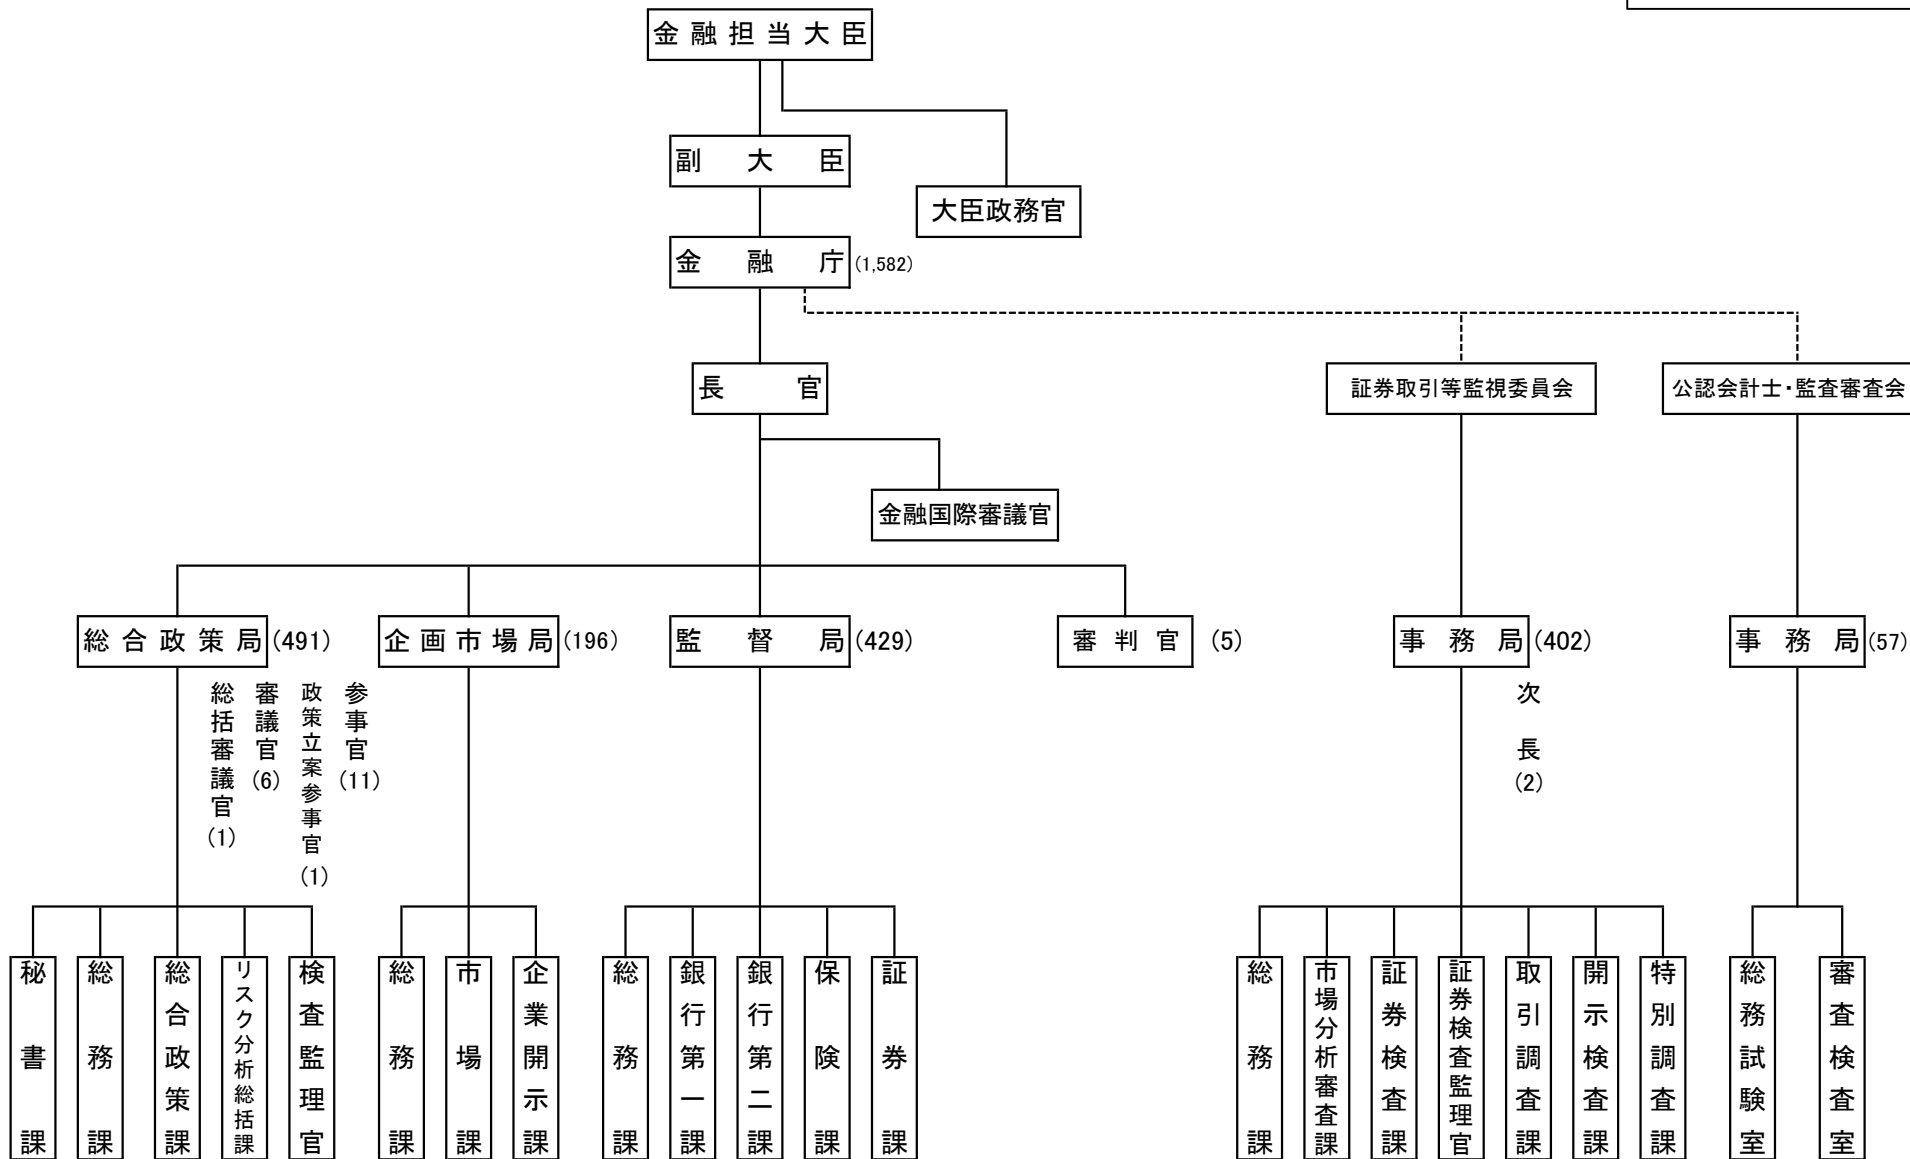 金融担当大臣
副大臣
大臣政務官
金融庁(1,582)
長官
証券取引等監視委員会
公認会計士・監査審査会
金融国際審議官
総合政策局(491)
企画市場局(196)
監督局(429)
審判官(5)
事務局(402)
事務局(57)
総括審議官(1)
審議官(6)
政策立案参事官(1)
参事官(11)
次長(2)
秘書課
総務課
総合政策課
リスク分析総括課
検査監理官
総務課
市場課
企業開示課
総務課
銀行第一課
銀行第二課
保険課
証券課
総務課
市場分析審査課
証券検査課
証券検査監理官
取引調査課
開示検査課
特別調査課
総務試験室
審査検査室